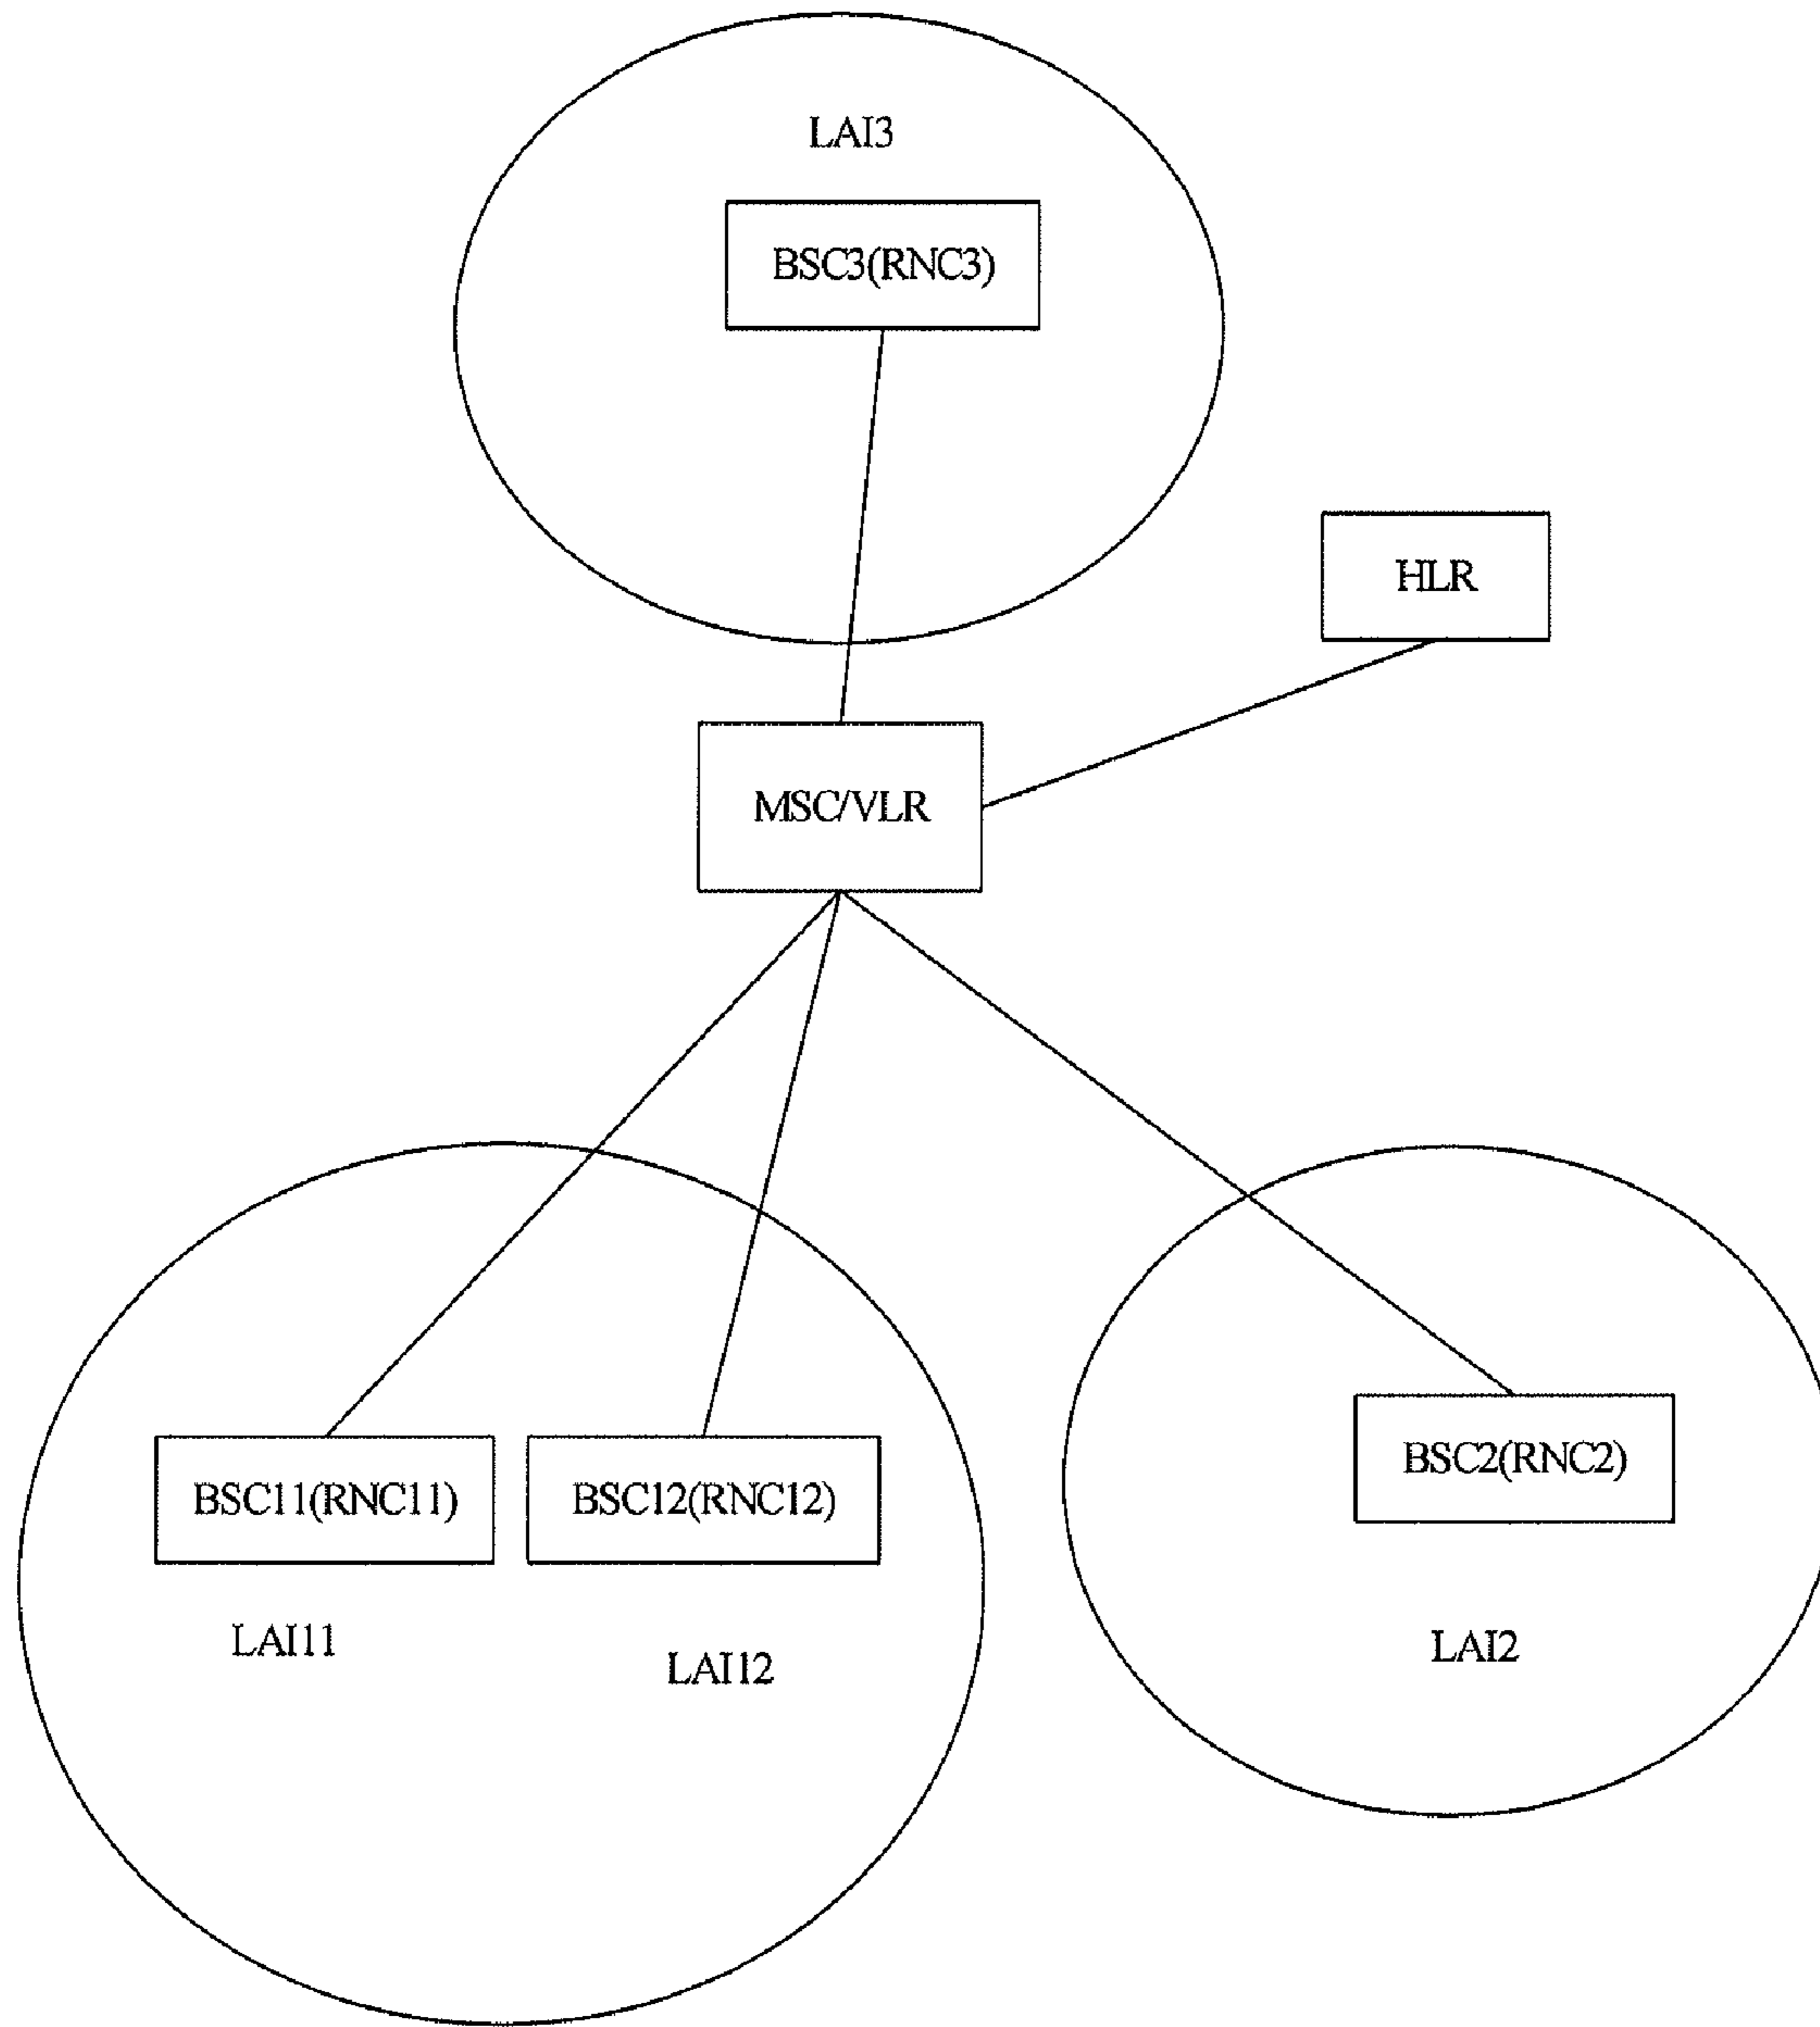 LAI3
BSC3(RNC3)
HLR
MSC/VLR
BSC2(RNC2)
BSC11(RNC11)
BSC12(RNC12)
LAI11
LAI12
LAI2